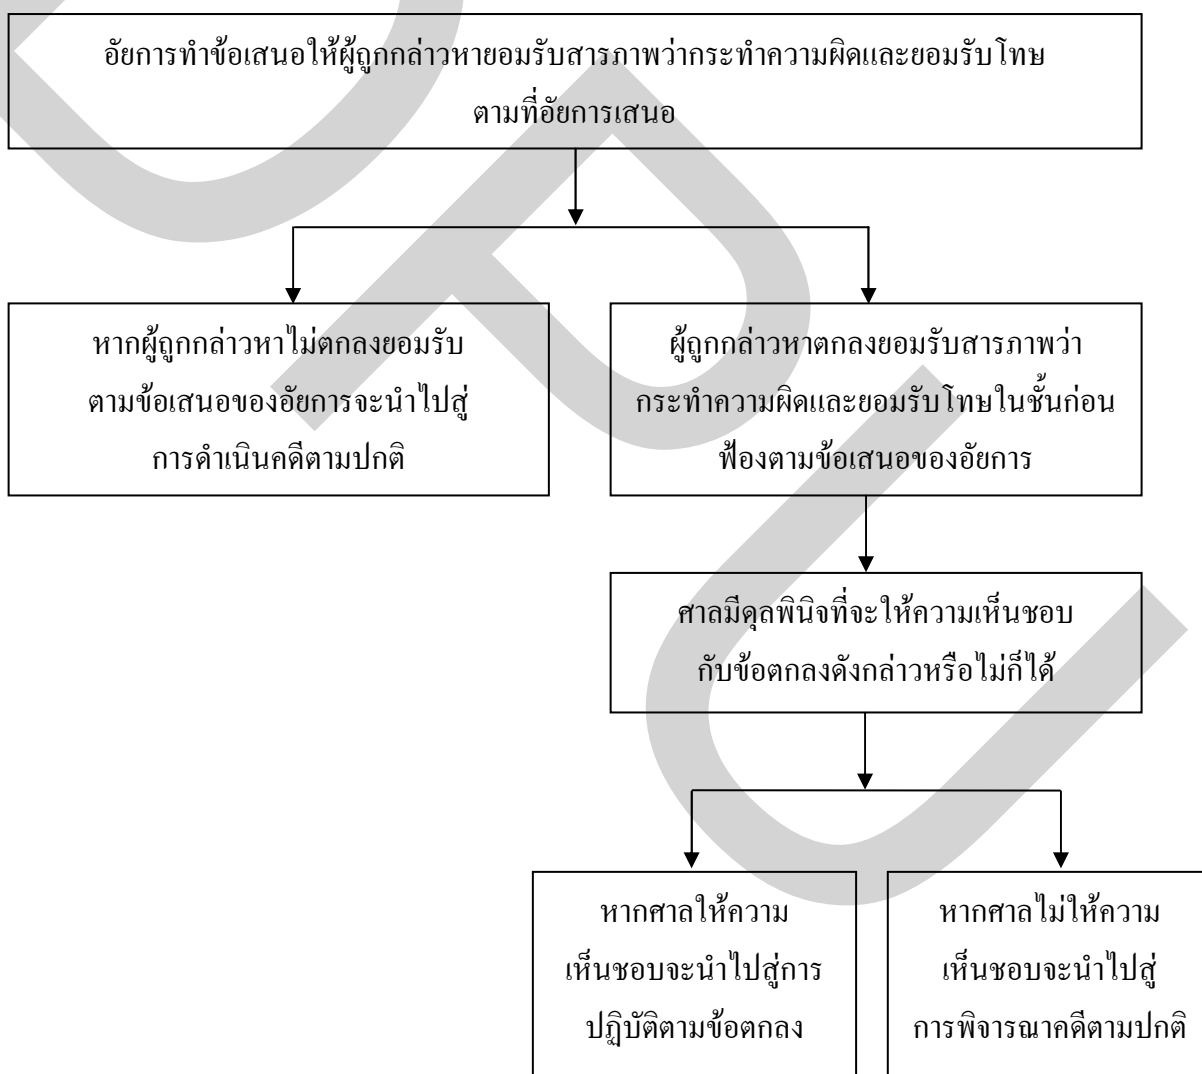 อัยการทำข้อเสนอให้ผู้ถูกกล่าวหายอมรับสารภาพว่ากระทำความผิดและยอมรับโทษ
ตามที่อัยการเสนอ
หากผู้ถูกกล่าวหาไม่ตกลงยอมรับ
ตามข้อเสนอของอัยการจะนำไปสู่
การดำเนินคดีตามปกติ
ผู้ถูกกล่าวหาตกลงยอมรับสารภาพว่า
กระทำความผิดและยอมรับโทษในชั้นก่อน
ฟ้องตามข้อเสนอของอัยการ
ศาลมีดุลพินิจที่จะให้ความเห็นชอบ
กับข้อตกลงดังกล่าวหรือไม่ก็ได้
หากศาลให้ความ
เห็นชอบจะนำไปสู่การ
ปฏิบัติตามข้อตกลง
หากศาลไม่ให้ความ
เห็นชอบจะนำไปสู่
การพิจารณาคดีตามปกติ
DPU